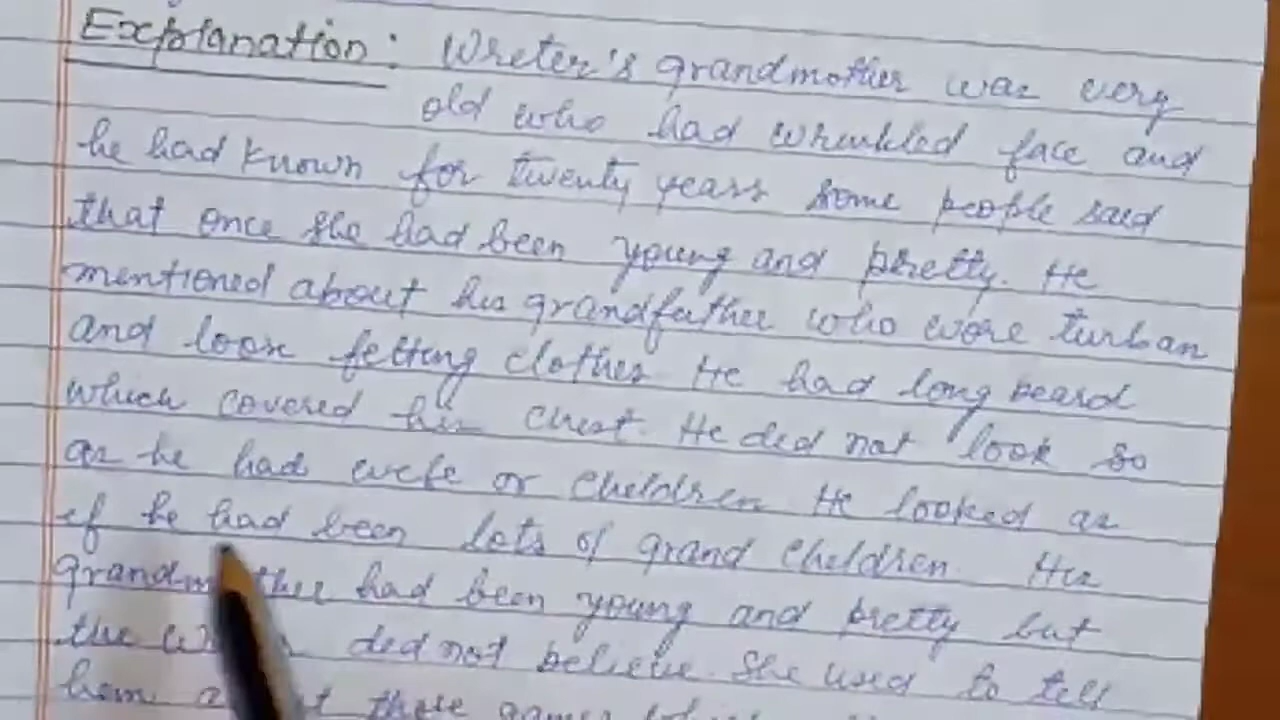 Explanation: Writer's grandmother was very
old who had wrinkled face and
he had known for twenty years some people said
that once she had been young and pretty. He
mentioned about his grandfather who wore turban
and loose fitting clothes. He had long beard
which covered his chest. He did not look so
as he had wife or children He looked as
if he had been lots of grand children. His
grandmother had been young and pretty but
the did not believe. She used to tell
him those games